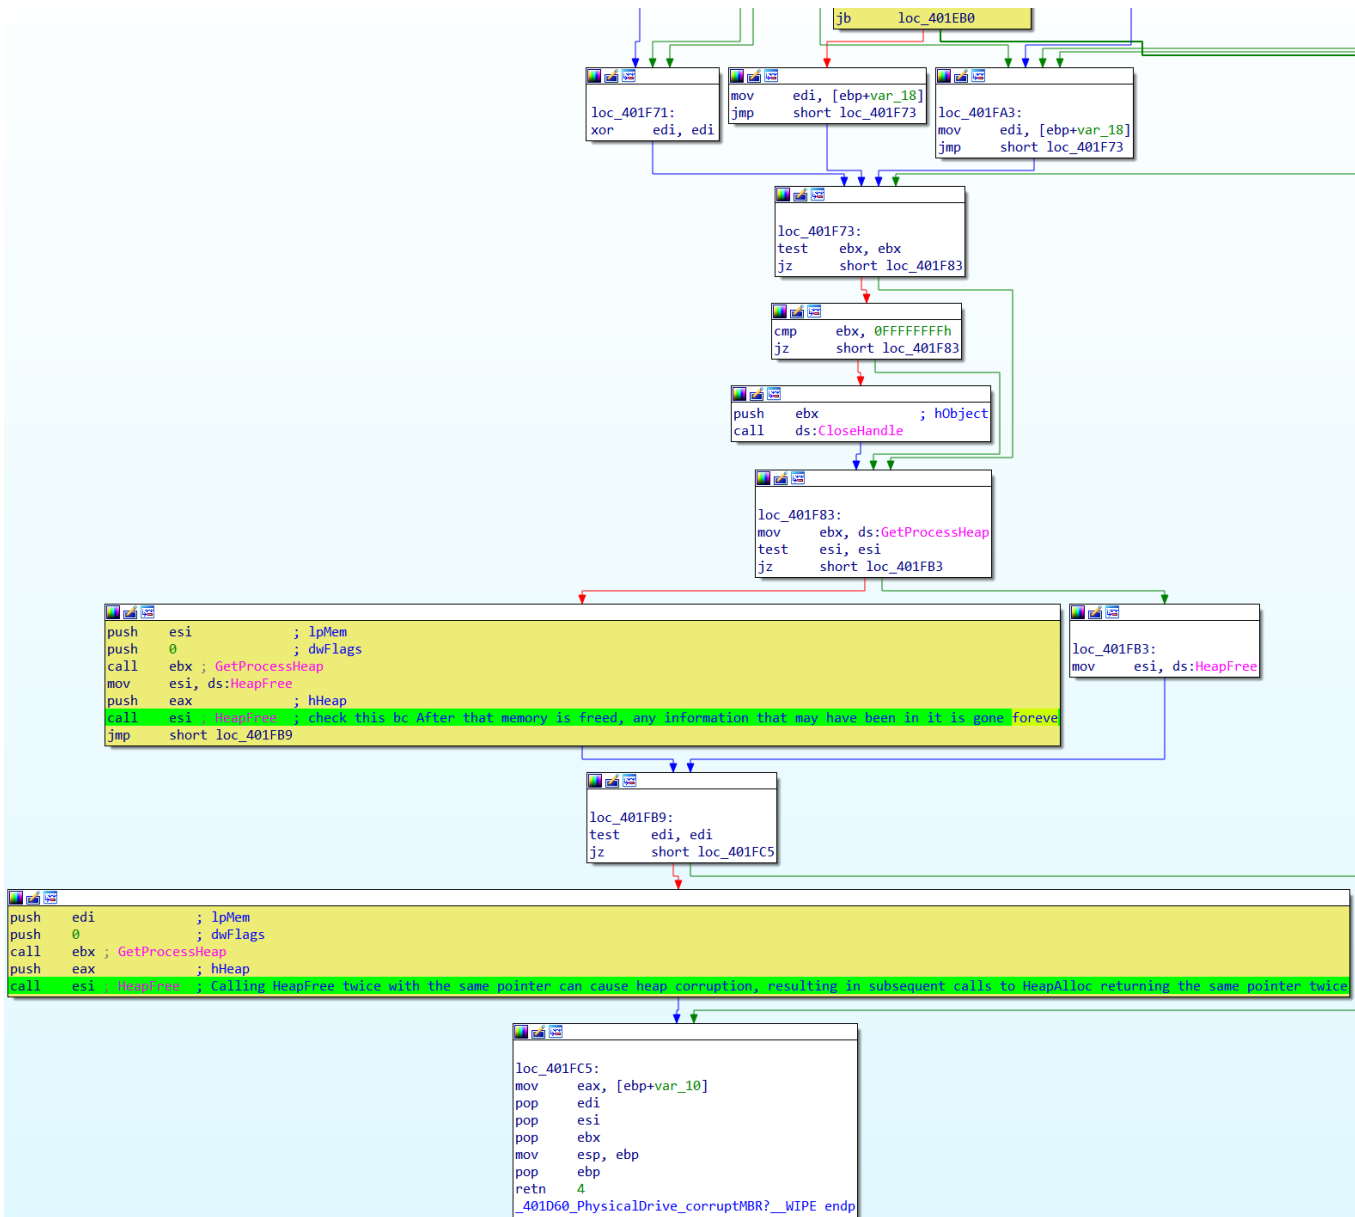 jb      loc_401EB0
loc_401F71:
xor     edi, edi
mov     edi, [ebp+var_18]
jmp     short loc_401F73
loc_401FA3:
mov     edi, [ebp+var_18]
jmp     short loc_401F73
loc_401F73:
test    ebx, ebx
jz      short loc_401F83
cmp     ebx, 0FFFFFFFFh
jz      short loc_401F83
push    ebx             ; hObject
call    ds:CloseHandle
loc_401F83:
mov     ebx, ds:GetProcessHeap
test    esi, esi
jz      short loc_401FB3
push    esi             ; lpMem
push    0               ; dwFlags
call    ebx ; GetProcessHeap
mov     esi, ds:HeapFree
push    eax             ; hHeap
call    esi ; HeapFree  ; check this bc After that memory is freed, any information that may have been in it is gone foreve
jmp     short loc_401FB9
loc_401FB3:
mov     esi, ds:HeapFree
loc_401FB9:
test    edi, edi
jz      short loc_401FC5
push    edi             ; lpMem
push    0               ; dwFlags
call    ebx ; GetProcessHeap
push    eax             ; hHeap
call    esi ; HeapFree  ; Calling HeapFree twice with the same pointer can cause heap corruption, resulting in subsequent calls to HeapAlloc returning the same pointer twice
loc_401FC5:
mov     eax, [ebp+var_10]
pop     edi
pop     esi
pop     ebx
mov     esp, ebp
pop     ebp
retn    4
_401D60_PhysicalDrive_corruptMBR?__WIPE endp